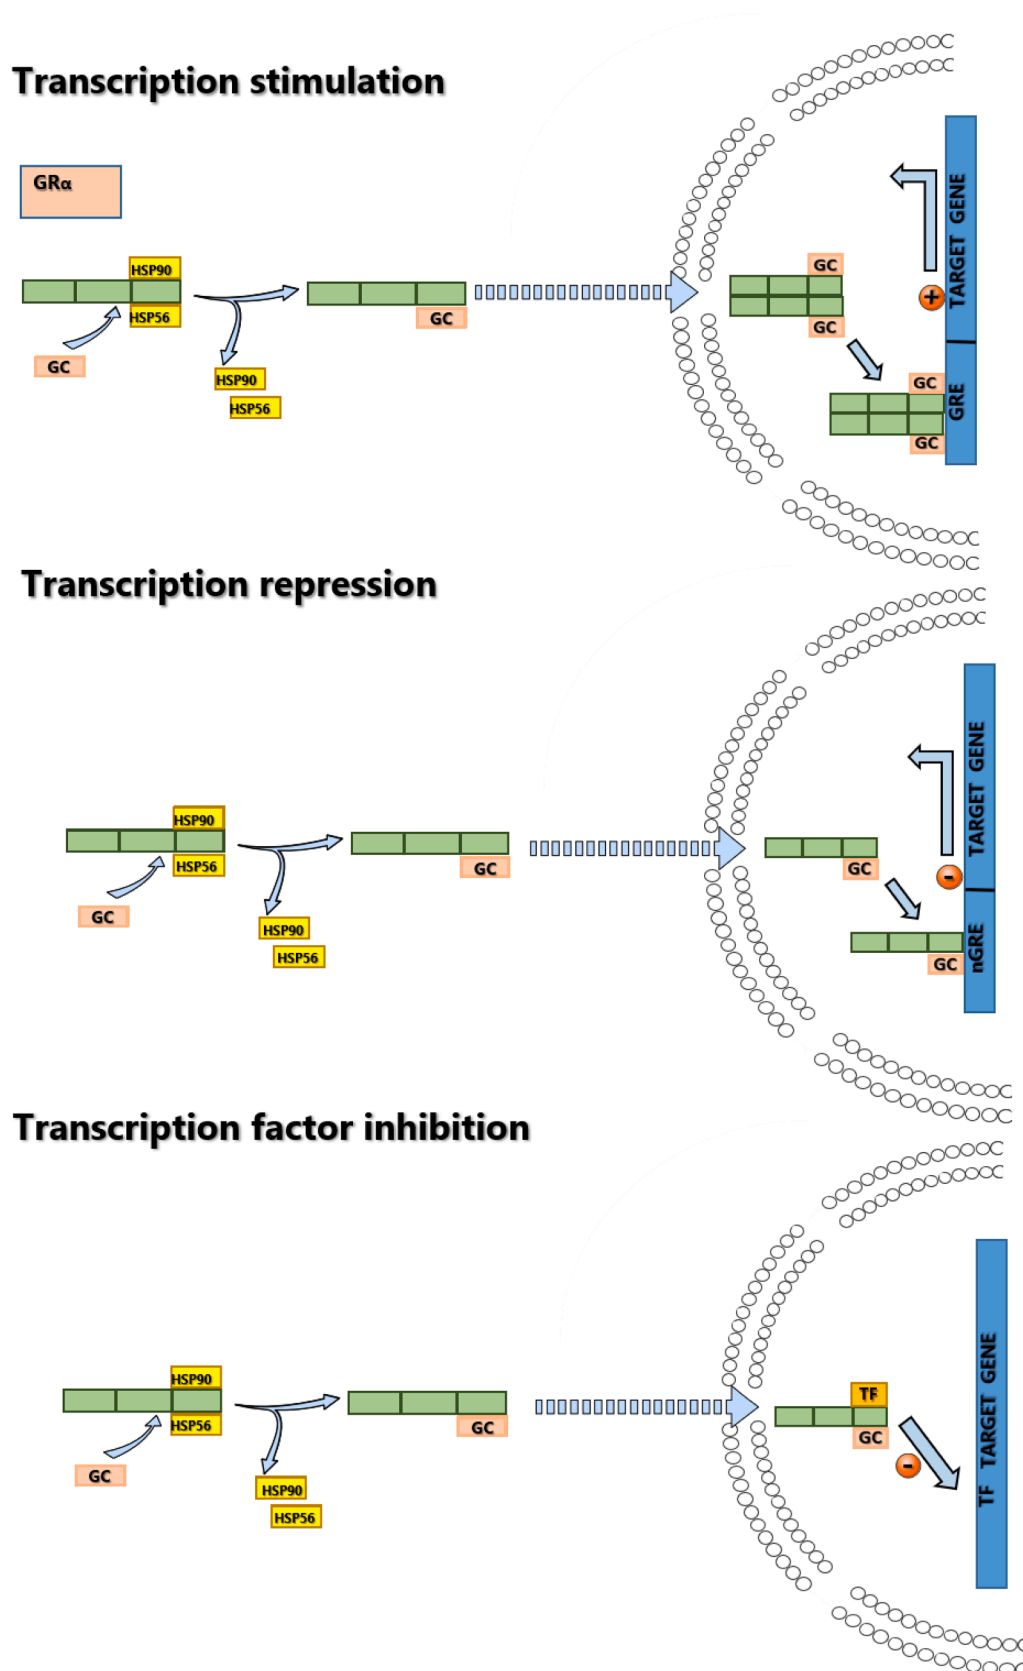 Transcription stimulation
GRα
HSP90
HSP56
GC
HSP90
HSP56
GC
GC
GC
GC
GC
TARGET GENE
GRE
Transcription repression
HSP90
HSP56
GC
HSP90
HSP56
GC
GC
GC
TARGET GENE
nGRE
Transcription factor inhibition
HSP90
HSP56
GC
HSP90
HSP56
GC
TF
GC
TF TARGET GENE